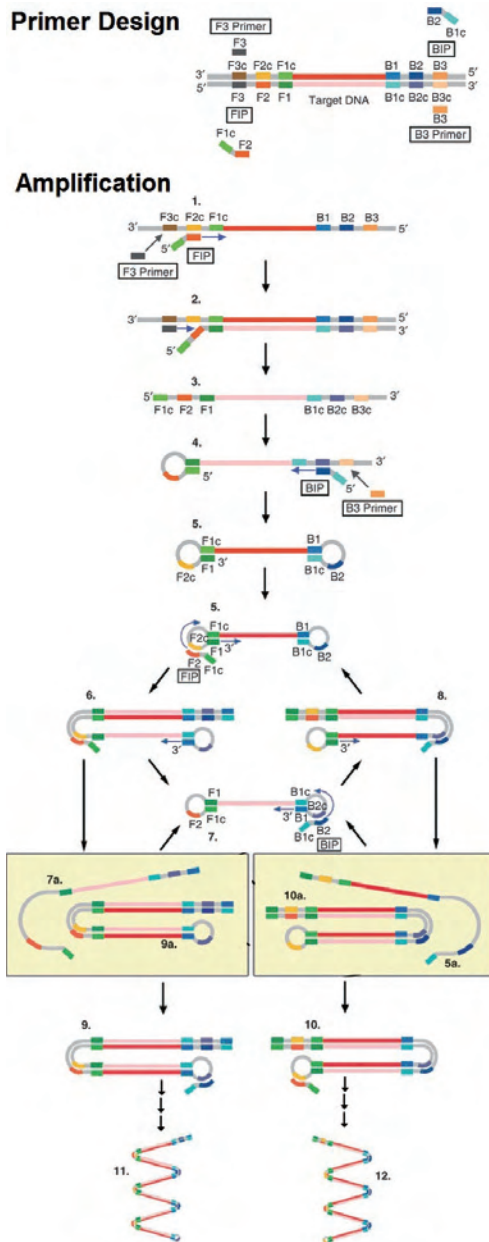 Primer Design
F3 Primer
F3
B2
B1c
BIP
F3c F2c F1c
B1 B2 B3
3′
5′
5′
3′
F3 F2 F1
Target DNA
B1c B2c B3c
FIP
B3
B3 Primer
F1c
F2
Amplification
1.
F3c F2c F1c
B1 B2 B3
3′
5′
5′
FIP
F3 Primer
2.
3′
5′
3′
5′
3.
5′
3′
F1c F2 F1
B1c B2c B3c
4.
3′
5′
BIP
5′
B3 Primer
5.
F1c
B1
F1 3′
B1c
F2c
B2
5.
F1c
B1
F2c F1 3′
B1c B2
F2 F1c
FIP
6.
8.
3′
3′
F1
B1c
B2c
F2 F1c
3′ B1
B1c B2
7.
BIP
7a.
10a.
9a.
5a.
9.
10.
11.
12.